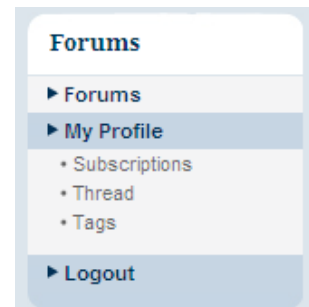 Forums
Forums
My Profile
• Subscriptions
• Thread
• Tags
Logout